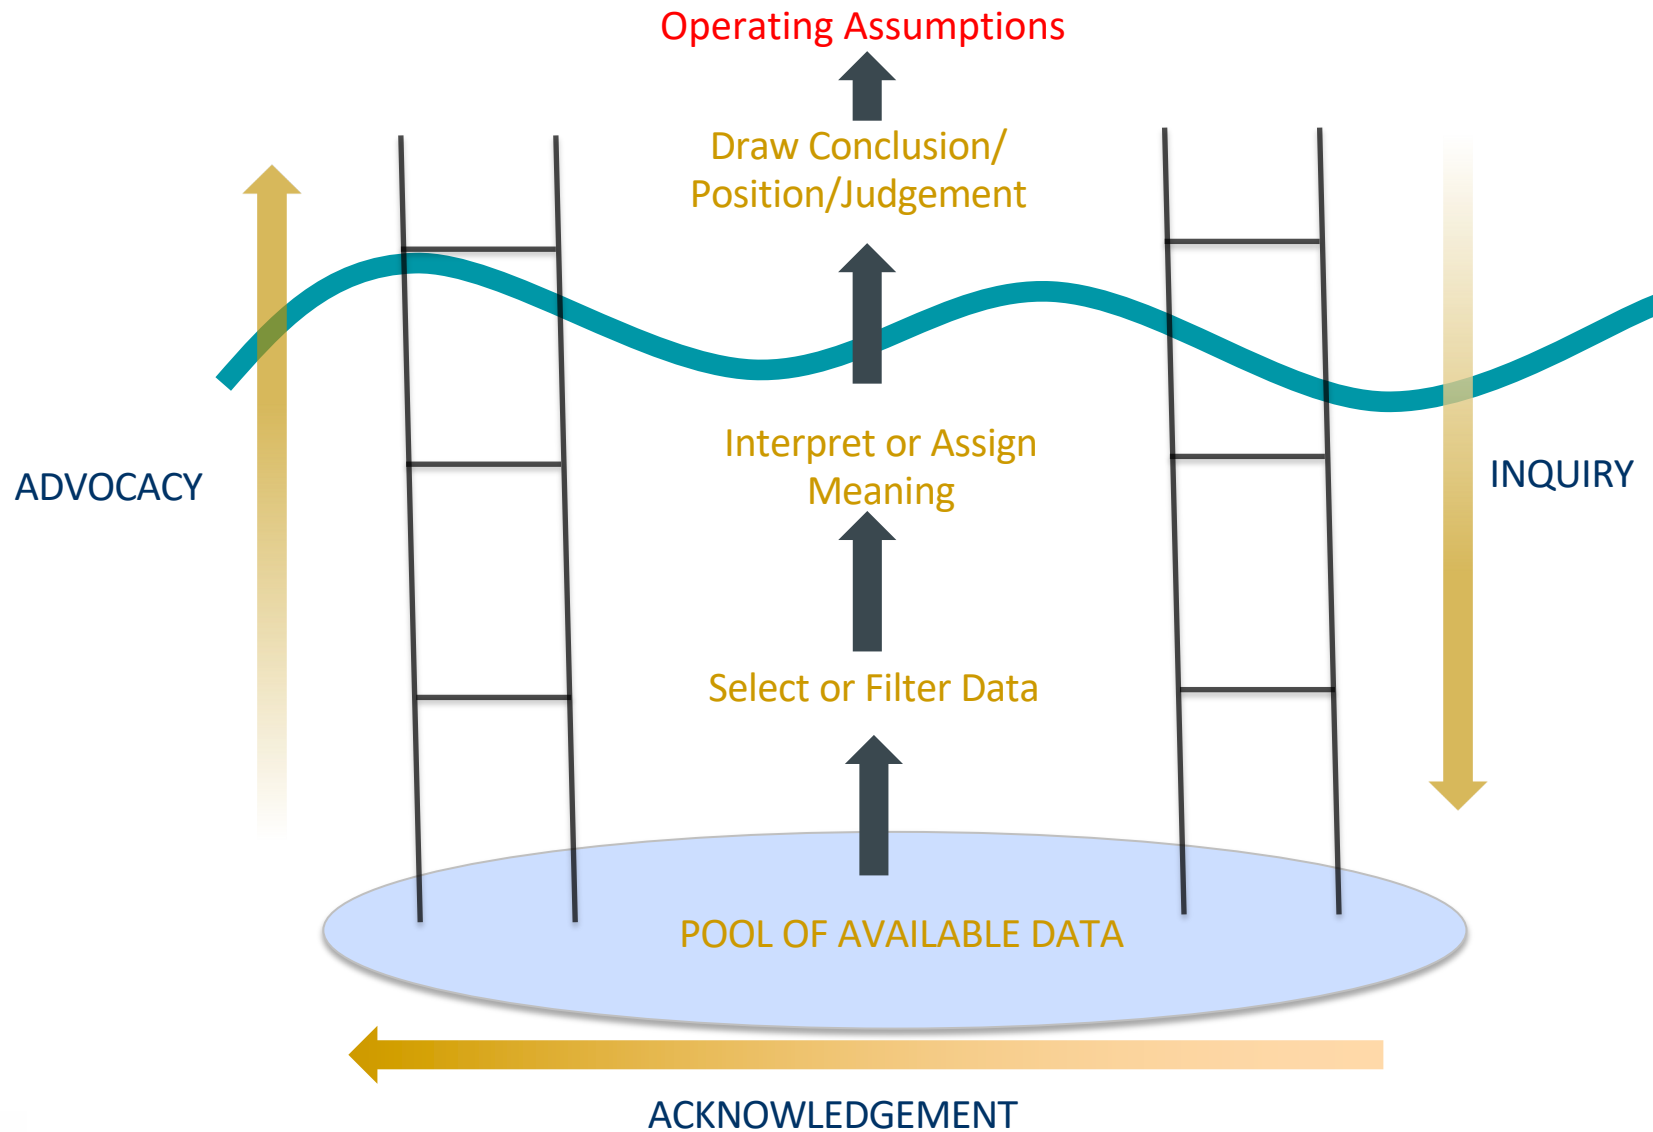 Operating Assumptions
Draw Conclusion/
Position/Judgement
Interpret or Assign
Meaning
ADVOCACY
INQUIRY
Select or Filter Data
POOL OF AVAILABLE DATA
ACKNOWLEDGEMENT